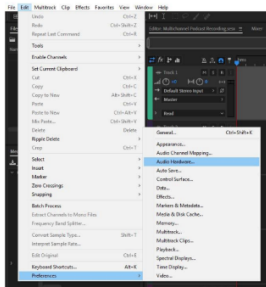 File Edit Multitrack Clip Effects Favorites View Window Help
Undo Ctrl+Z
Redo Ctrl+Shift+Z
Repeat Last Command Ctrl+R
Tools
Enable Channels
Set Current Clipboard
Cut Ctrl+X
Copy Ctrl+C
Copy to New Alt+Shift+C
Paste Ctrl+V
Paste to New Ctrl+Alt+V
Mix Paste... Ctrl+Shift+V
Delete Delete
Ripple Delete
Crop Ctrl+T
Select
Insert
Marker
Zero Crossings
Snapping
Batch Process
Extract Channels to Mono Files
Frequency Band Splitter...
Convert Sample Type... Shift+T
Interpret Sample Rate...
Edit Original Ctrl+E
Keyboard Shortcuts... Alt+K
Preferences
Editor: Multichannel Podcast Recording.sesx
Track 1 M S R
Default Stereo Input
Master
Read
General... Ctrl+Shift+K
Appearance...
Audio Channel Mapping...
Audio Hardware...
Auto Save...
Control Surface...
Data...
Effects...
Markers & Metadata...
Media & Disk Cache...
Memory...
Multitrack...
Multitrack Clips...
Playback...
Spectral Displays...
Time Display...
Video...